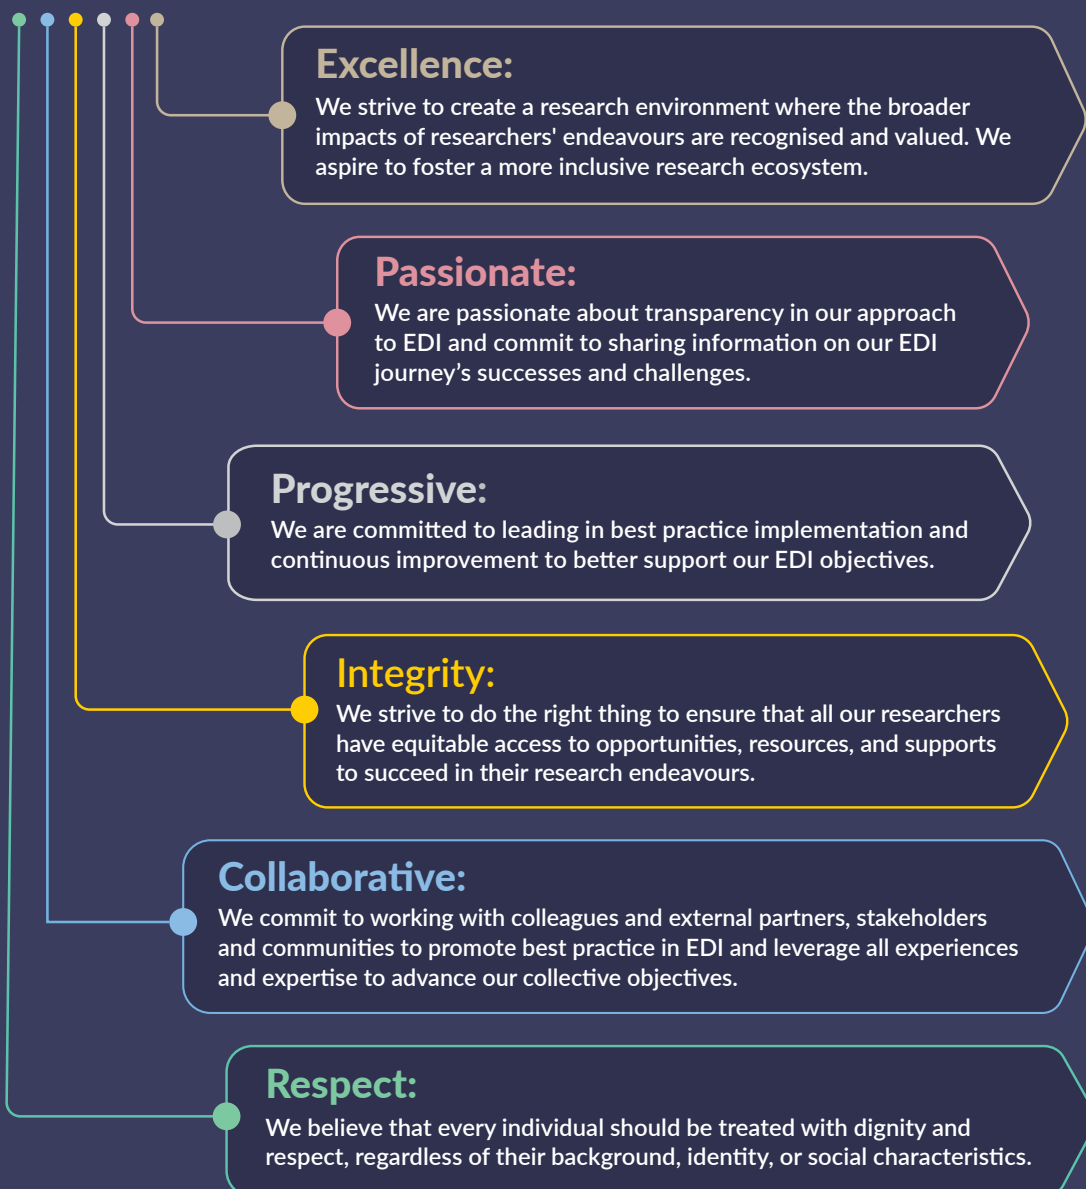 Excellence:
We strive to create a research environment where the broader
impacts of researchers' endeavours are recognised and valued. We
aspire to foster a more inclusive research ecosystem.
Passionate:
We are passionate about transparency in our approach
to EDI and commit to sharing information on our EDI
journey’s successes and challenges.
Progressive:
We are committed to leading in best practice implementation and
continuous improvement to better support our EDI objectives.
Integrity:
We strive to do the right thing to ensure that all our researchers
have equitable access to opportunities, resources, and supports
to succeed in their research endeavours.
Collaborative:
We commit to working with colleagues and external partners, stakeholders
and communities to promote best practice in EDI and leverage all experiences
and expertise to advance our collective objectives.
Respect:
We believe that every individual should be treated with dignity and
respect, regardless of their background, identity, or social characteristics.